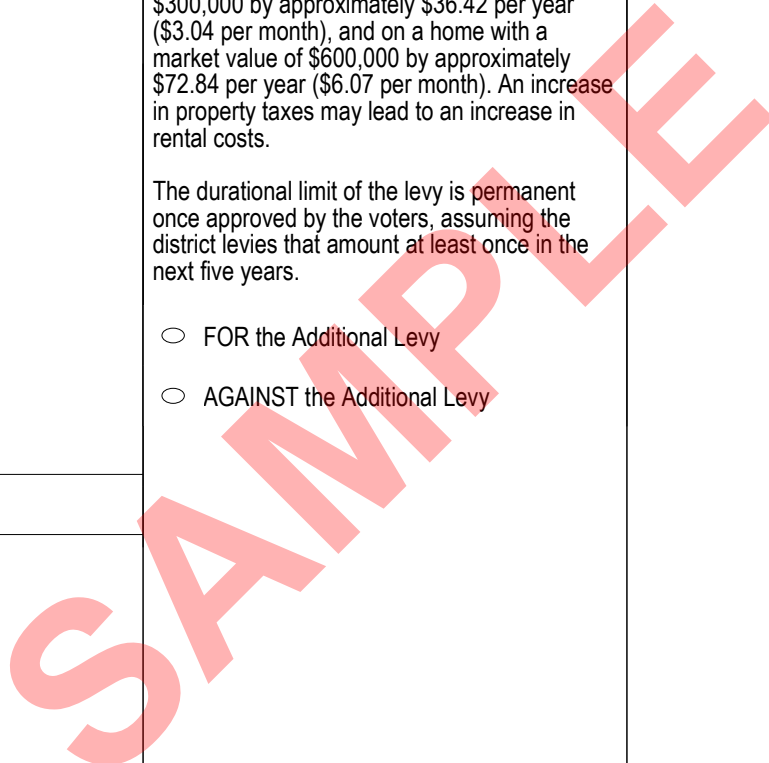 $300,000 by approximately $36.42 per year
($3.04 per month), and on a home with a
market value of $600,000 by approximately
$72.84 per year ($6.07 per month). An increase
in property taxes may lead to an increase in
rental costs.
The durational limit of the levy is permanent
once approved by the voters, assuming the
district levies that amount at least once in the
next five years.
FOR the Additional Levy
AGAINST the Additional Levy
SAMPLE